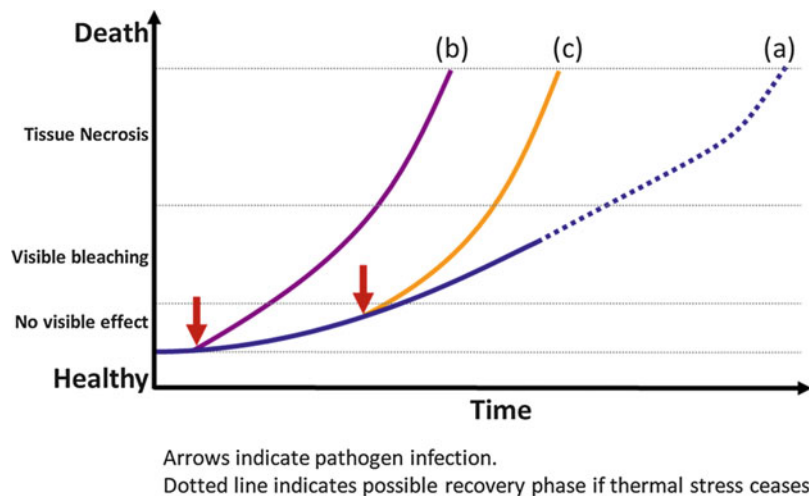 Death
(b)
(c)
(a)
Tissue Necrosis
Visible bleaching
No visible effect
Healthy
Time
Arrows indicate pathogen infection.
Dotted line indicates possible recovery phase if thermal stress ceases